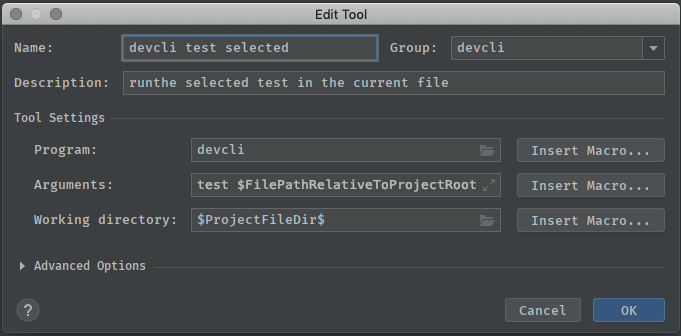 Edit Tool
Name: devcli test selected Group: devcli
Description: runthe selected test in the current file
Tool Settings
Program: devcli Insert Macro...
Arguments: test $FilePathRelativeToProjectRoot Insert Macro...
Working directory: $ProjectFileDir$ Insert Macro...
Advanced Options
? Cancel OK